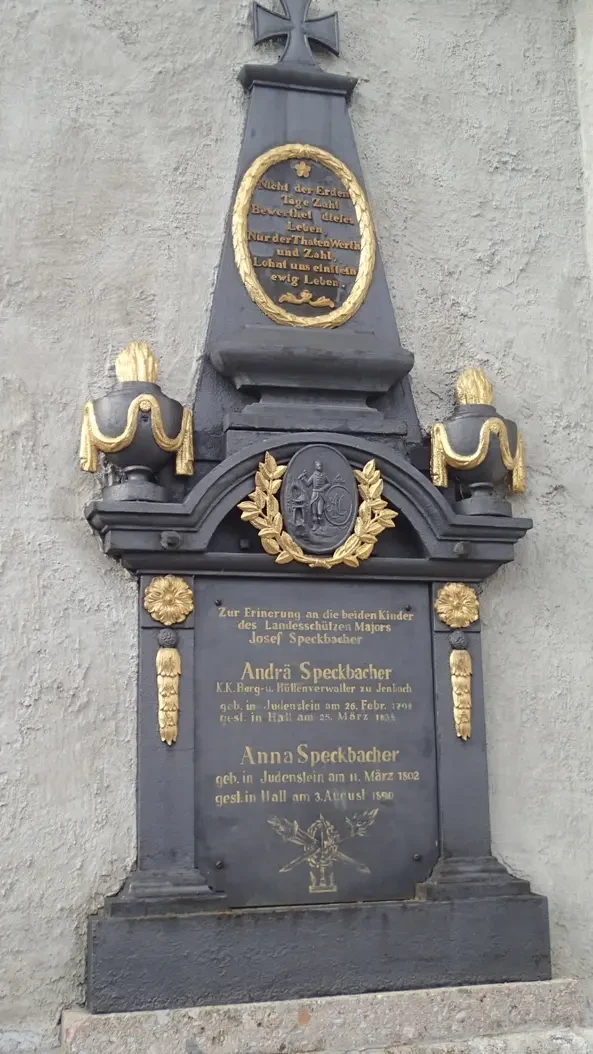 Nicht der Erden
Tage Zahl
Bewerthet dieses
Leben,
Nur der Thaten Werth
und Zahl,
Lohnt uns einst ein
ewig Leben.
Zur Erinerung an die beiden Kinder
des Landesschützen Majors
Josef Speckbacher
Andrä Speckbacher
K.K. Berg-u. Hüttenverwalter zu Jenbach
geb. in Judenstein am 26. Febr. 1798
gest. in Hall am 25. März
Anna Speckbacher
geb. in Judenstein am 11. März 1802
gest. in Hall am 3. August